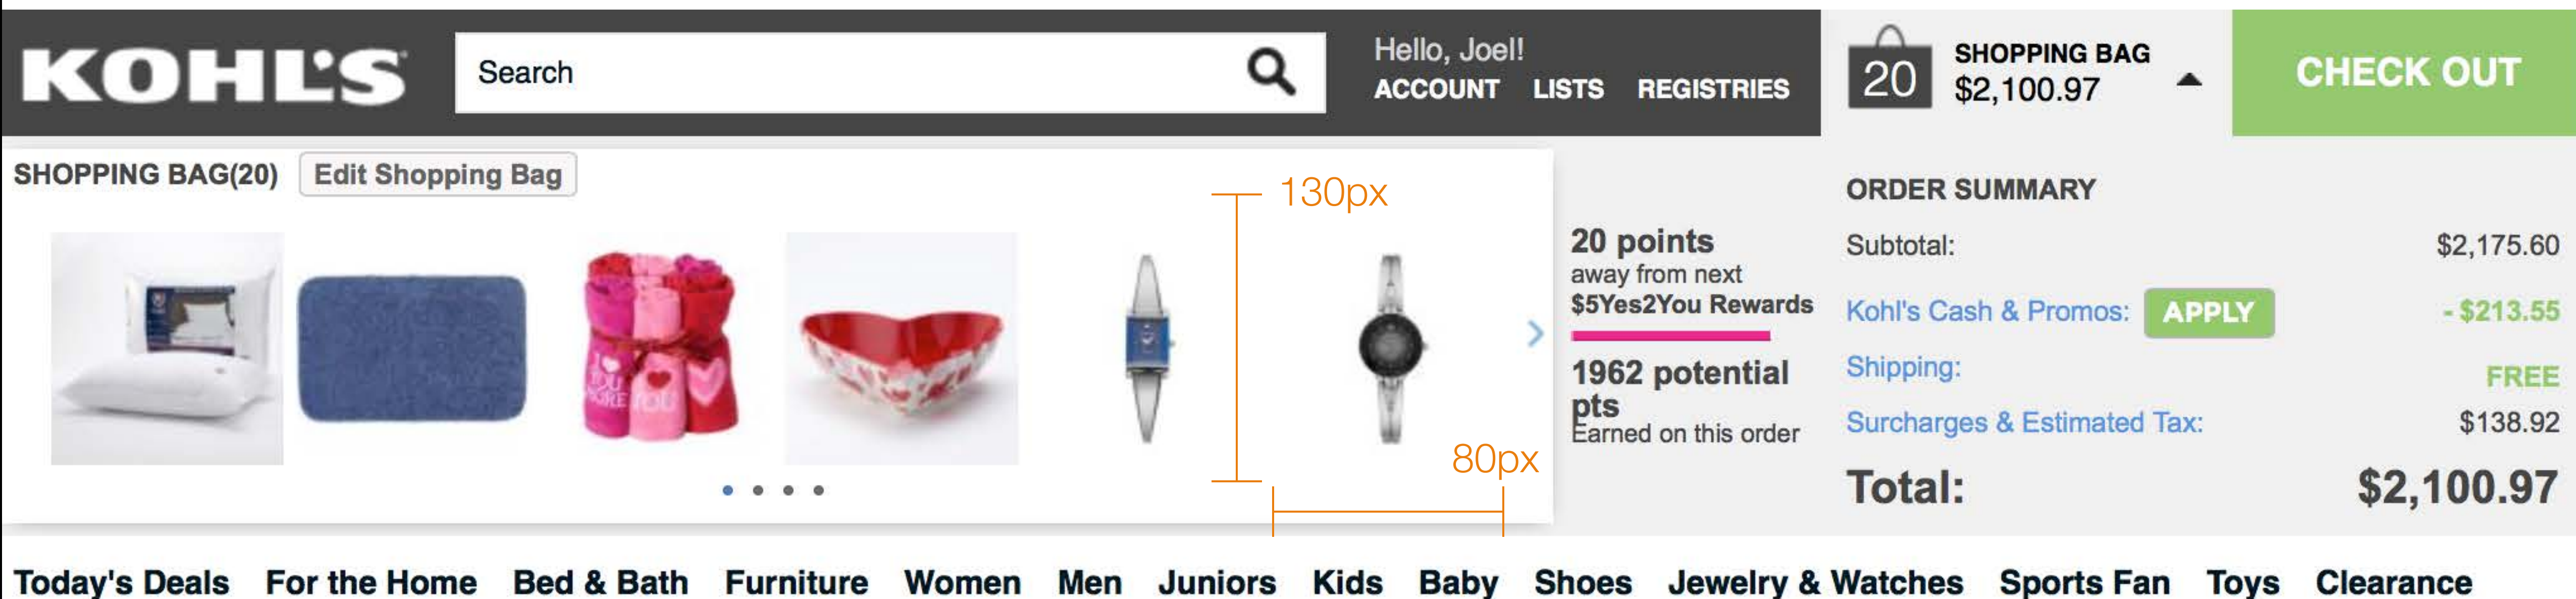 KOHL'S
Search
Hello, Joel!
ACCOUNT LISTS REGISTRIES
20
SHOPPING BAG
$2,100.97
CHECK OUT
SHOPPING BAG(20)
Edit Shopping Bag
130px
80px
I
YOU
MORE YOU
20 points
away from next
$5Yes2You Rewards
1962 potential
pts
Earned on this order
ORDER SUMMARY
Subtotal: $2,175.60
Kohl's Cash & Promos: APPLY - $213.55
Shipping: FREE
Surcharges & Estimated Tax: $138.92
Total: $2,100.97
Today's Deals For the Home Bed & Bath Furniture Women Men Juniors Kids Baby Shoes Jewelry & Watches Sports Fan Toys Clearance